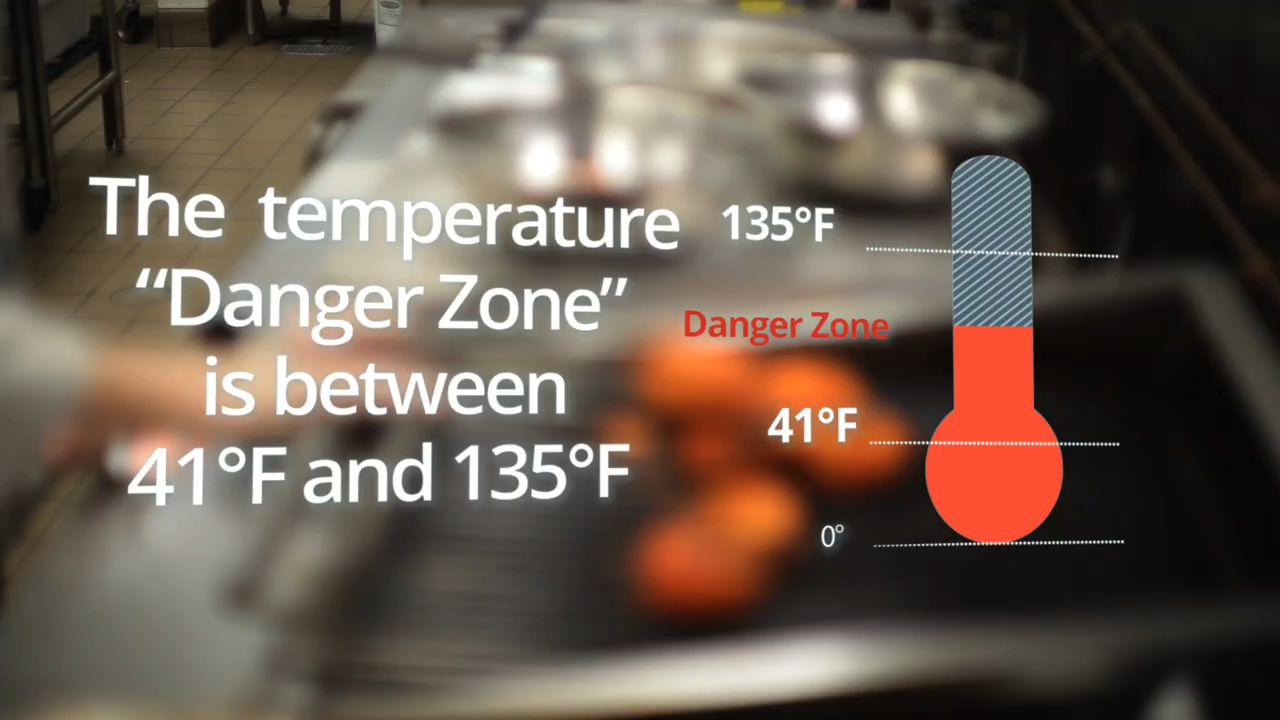 The temperature
“Danger Zone”
is between
41°F and 135°F
135°F
Danger Zone
41°F
0°